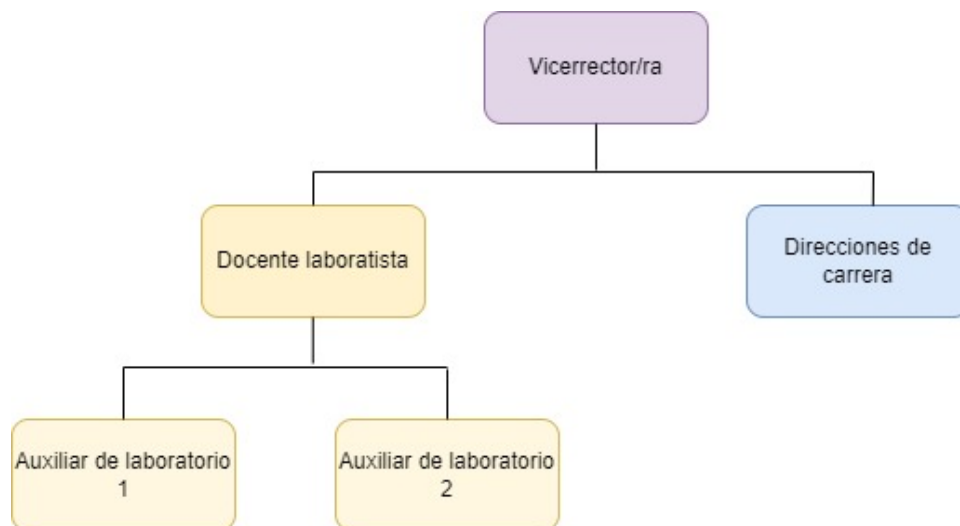 Vicerrector/ra
Docente laboratista
Direcciones de
carrera
Auxiliar de laboratorio
1
Auxiliar de laboratorio
2